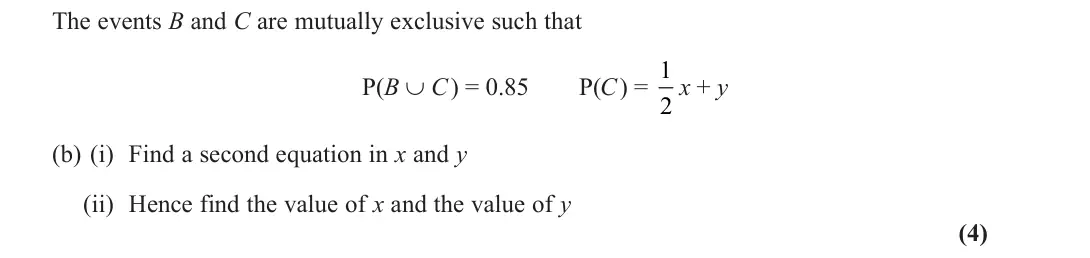 The events B and C are mutually exclusive such that
P(B ∪ C) = 0.85 P(C) = 1/2 x + y
(b) (i) Find a second equation in x and y
(ii) Hence find the value of x and the value of y
(4)